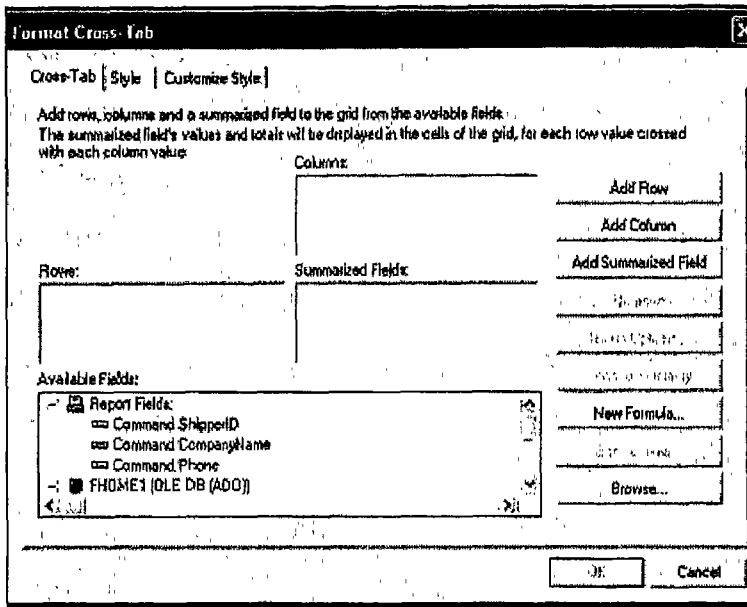 Format Cross-Tab
Cross-Tab Style Customize Style
Add rows, columns and a summarized field to the grid from the available fields.
The summarized field's values and totals will be displayed in the cells of the grid, for each row value crossed
with each column value.
Columns:
Add Row
Add Column
Rows:
Summarized Fields:
Add Summarized Field
Available Fields:
Report Fields:
Command.ShipperID
Command.CompanyName
Command.Phone
FHOME1 (OLE DB (ADO))
New Formula...
Browse...
OK
Cancel